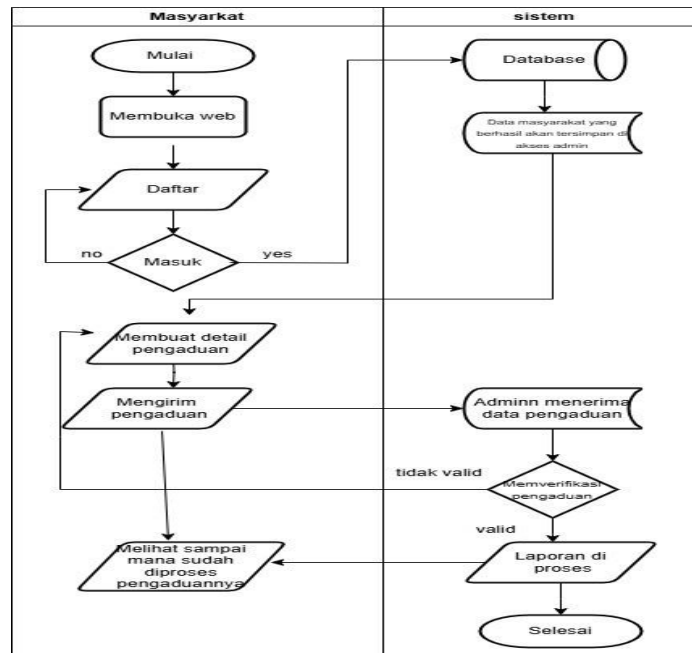 Masyarkat
sistem
Mulai
Database
Membuka web
Data masyarakat yang
berhasil akan tersimpan di
akses admin
Daftar
no
Masuk
yes
Membuat detail
pengaduan
Mengirim
pengaduan
Adminn menerima
data pengaduan
tidak valid
Memverifikasi
pengaduan
valid
Melihat sampai
mana sudah
diproses
pengaduannya
Laporan di
proses
Selesai